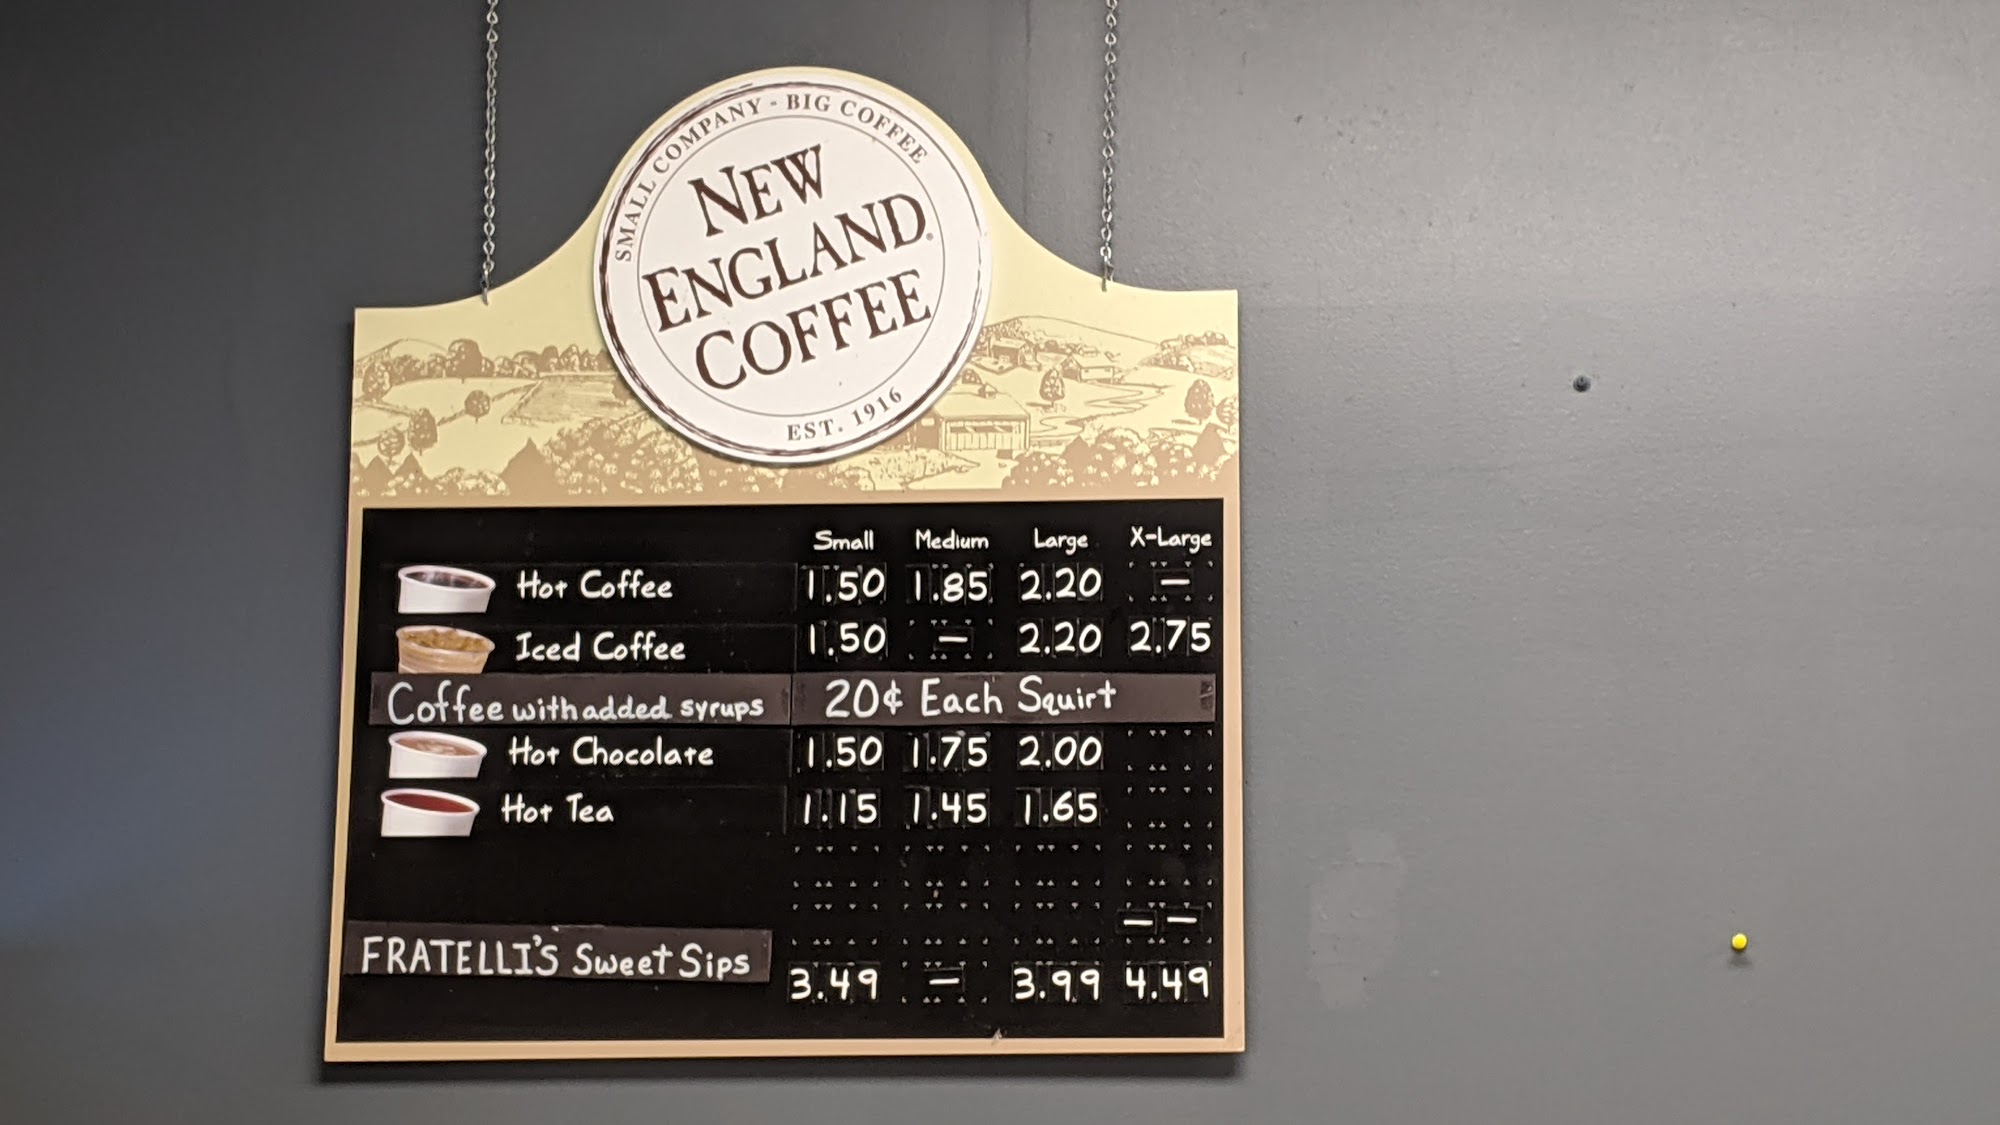 SMALL COMPANY - BIG COFFEE
NEW
ENGLAND®
COFFEE
EST. 1916
Small Medium Large X-Large
Hot Coffee 1.50 1.85 2.20 —
Iced Coffee 1.50 — 2.20 2.75
Coffee with added syrups 20¢ Each Squirt
Hot Chocolate 1.50 1.75 2.00
Hot Tea 1.15 1.45 1.65
— —
FRATELLI'S Sweet Sips 3.49 — 3.99 4.49